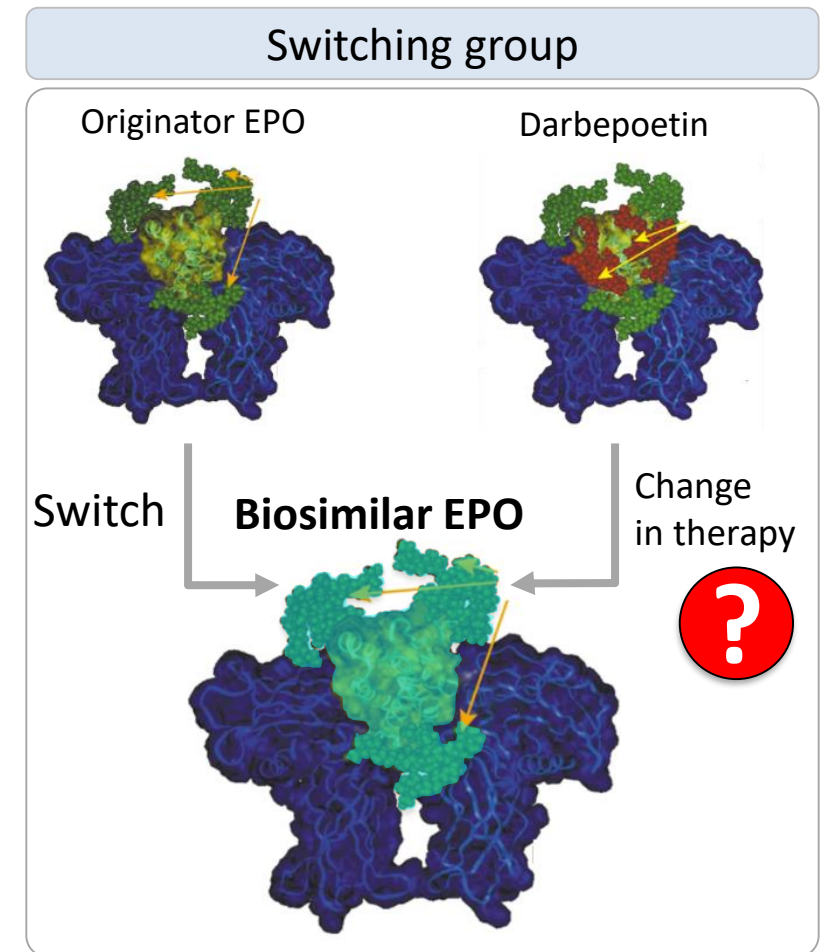 Switching group
Originator EPO
Darbepoetin
Switch
Biosimilar EPO
Change
in therapy
?